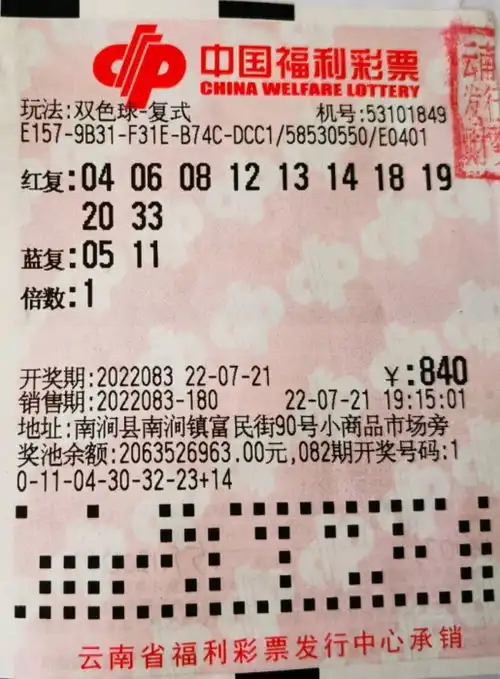 中国福利彩票
CHINA WELFARE LOTTERY
玩法:双色球-复式 机号:53101849
E157-9B31-F31E-B74C-DCC1/58530550/E0401
红复:04 06 08 12 13 14 18 19
20 33
蓝复:05 11
倍数:1
开奖期:2022083 22-07-21 ¥:840
销售期:2022083-180 22-07-21 19:15:01
地址:南涧县南涧镇富民街90号小商品市场旁
奖池余额:2063526963.00元,082期开奖号码:1
0-11-04-30-32-23+14
云南省福利彩票发行中心承销
云南
发行